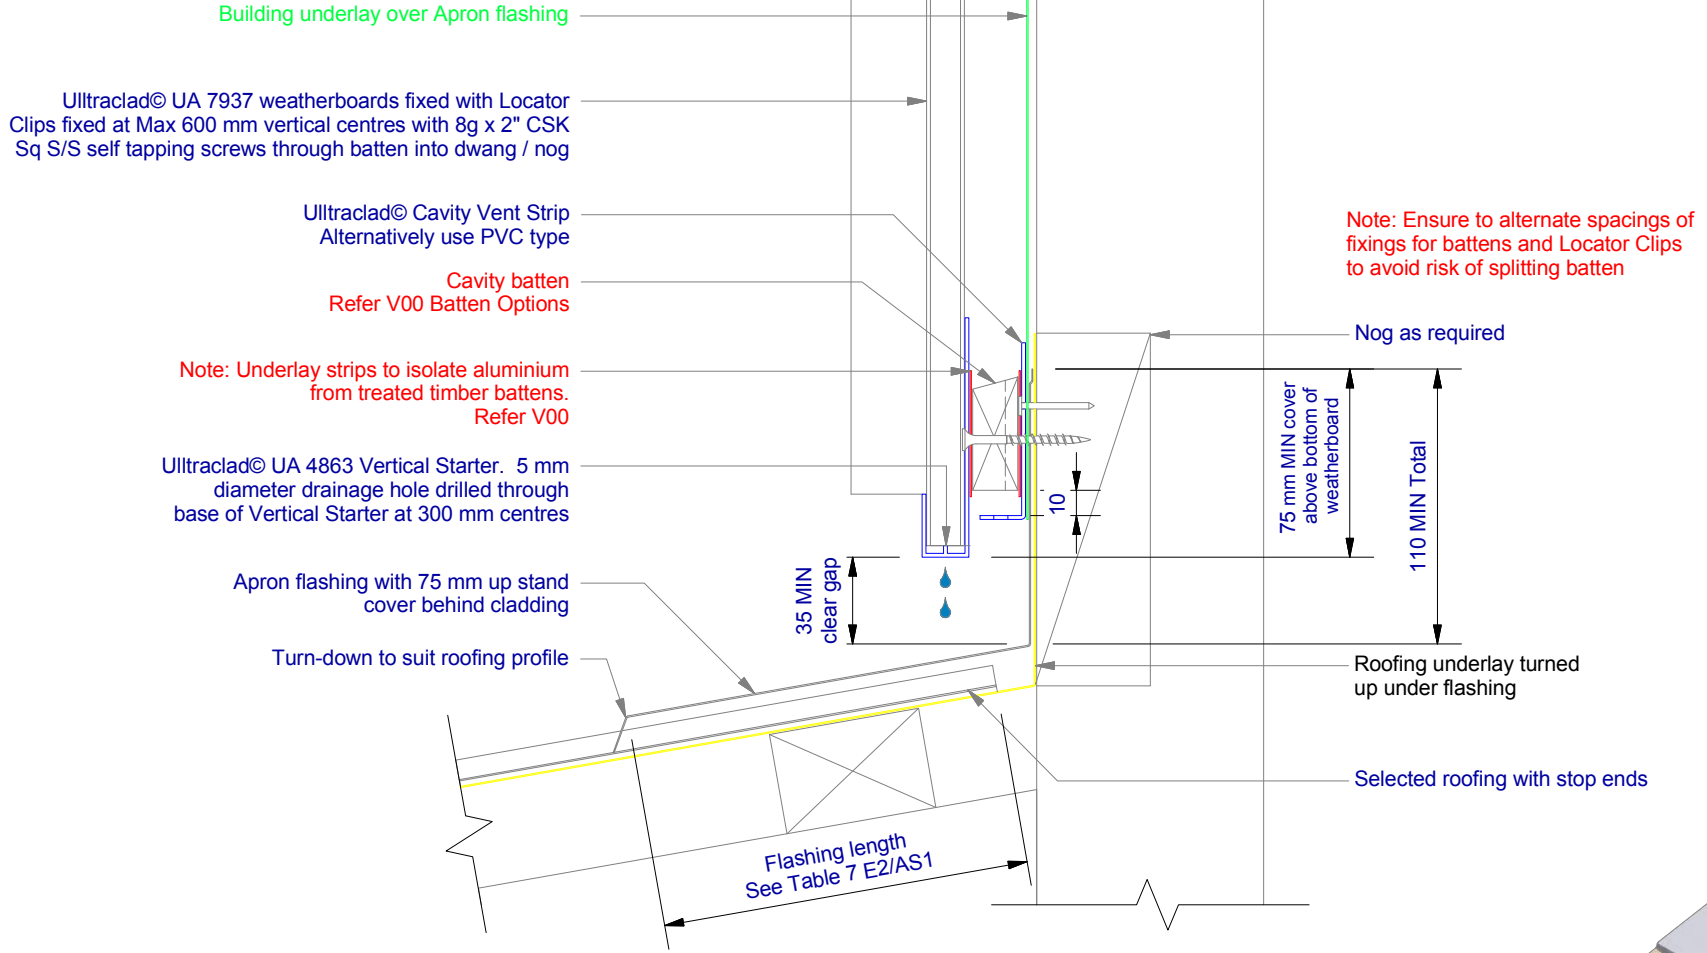 Building underlay over Apron flashing
Ulltraclad© UA 7937 weatherboards fixed with Locator
Clips fixed at Max 600 mm vertical centres with 8g x 2" CSK
Sq S/S self tapping screws through batten into dwang / nog
Ulltraclad© Cavity Vent Strip
Alternatively use PVC type
Cavity batten
Refer V00 Batten Options
Note: Underlay strips to isolate aluminium
from treated timber battens.
Refer V00
Ulltraclad© UA 4863 Vertical Starter. 5 mm
diameter drainage hole drilled through
base of Vertical Starter at 300 mm centres
Apron flashing with 75 mm up stand
cover behind cladding
Turn-down to suit roofing profile
35 MIN
clear gap
10
Flashing length
See Table 7 E2/AS1
Note: Ensure to alternate spacings of
fixings for battens and Locator Clips
to avoid risk of splitting batten
Nog as required
75 mm MIN cover
above bottom of
weatherboard
110 MIN Total
Roofing underlay turned
up under flashing
Selected roofing with stop ends